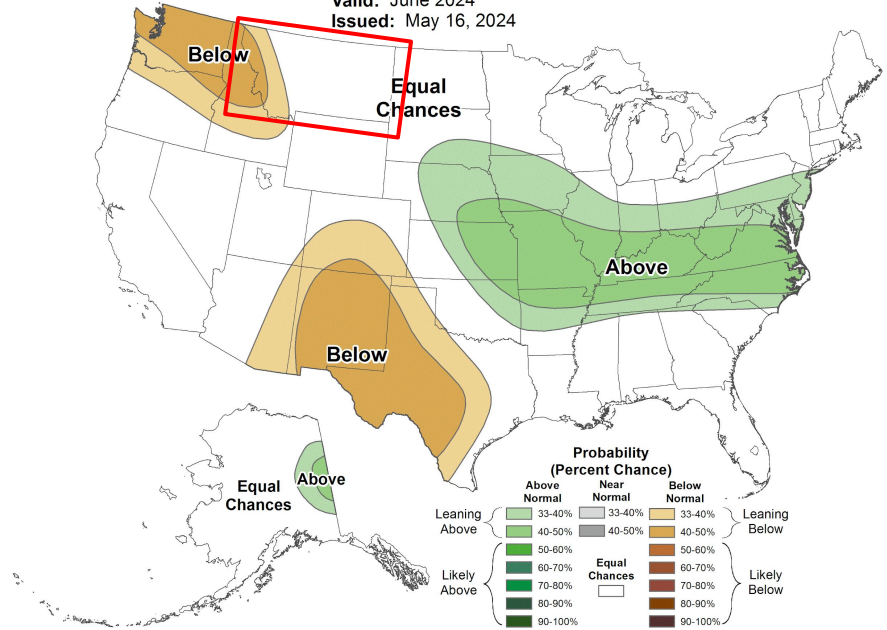 Valid: June 2024
Issued: May 16, 2024
Below
Equal
Chances
Above
Below
Equal
Chances
Above
Probability
(Percent Chance)
Above
Normal
Near
Normal
Below
Normal
Leaning
Above
33-40%
33-40%
33-40%
Leaning
Below
40-50%
40-50%
40-50%
Likely
Above
50-60%
Equal
Chances
50-60%
Likely
Below
60-70%
60-70%
70-80%
70-80%
80-90%
80-90%
90-100%
90-100%